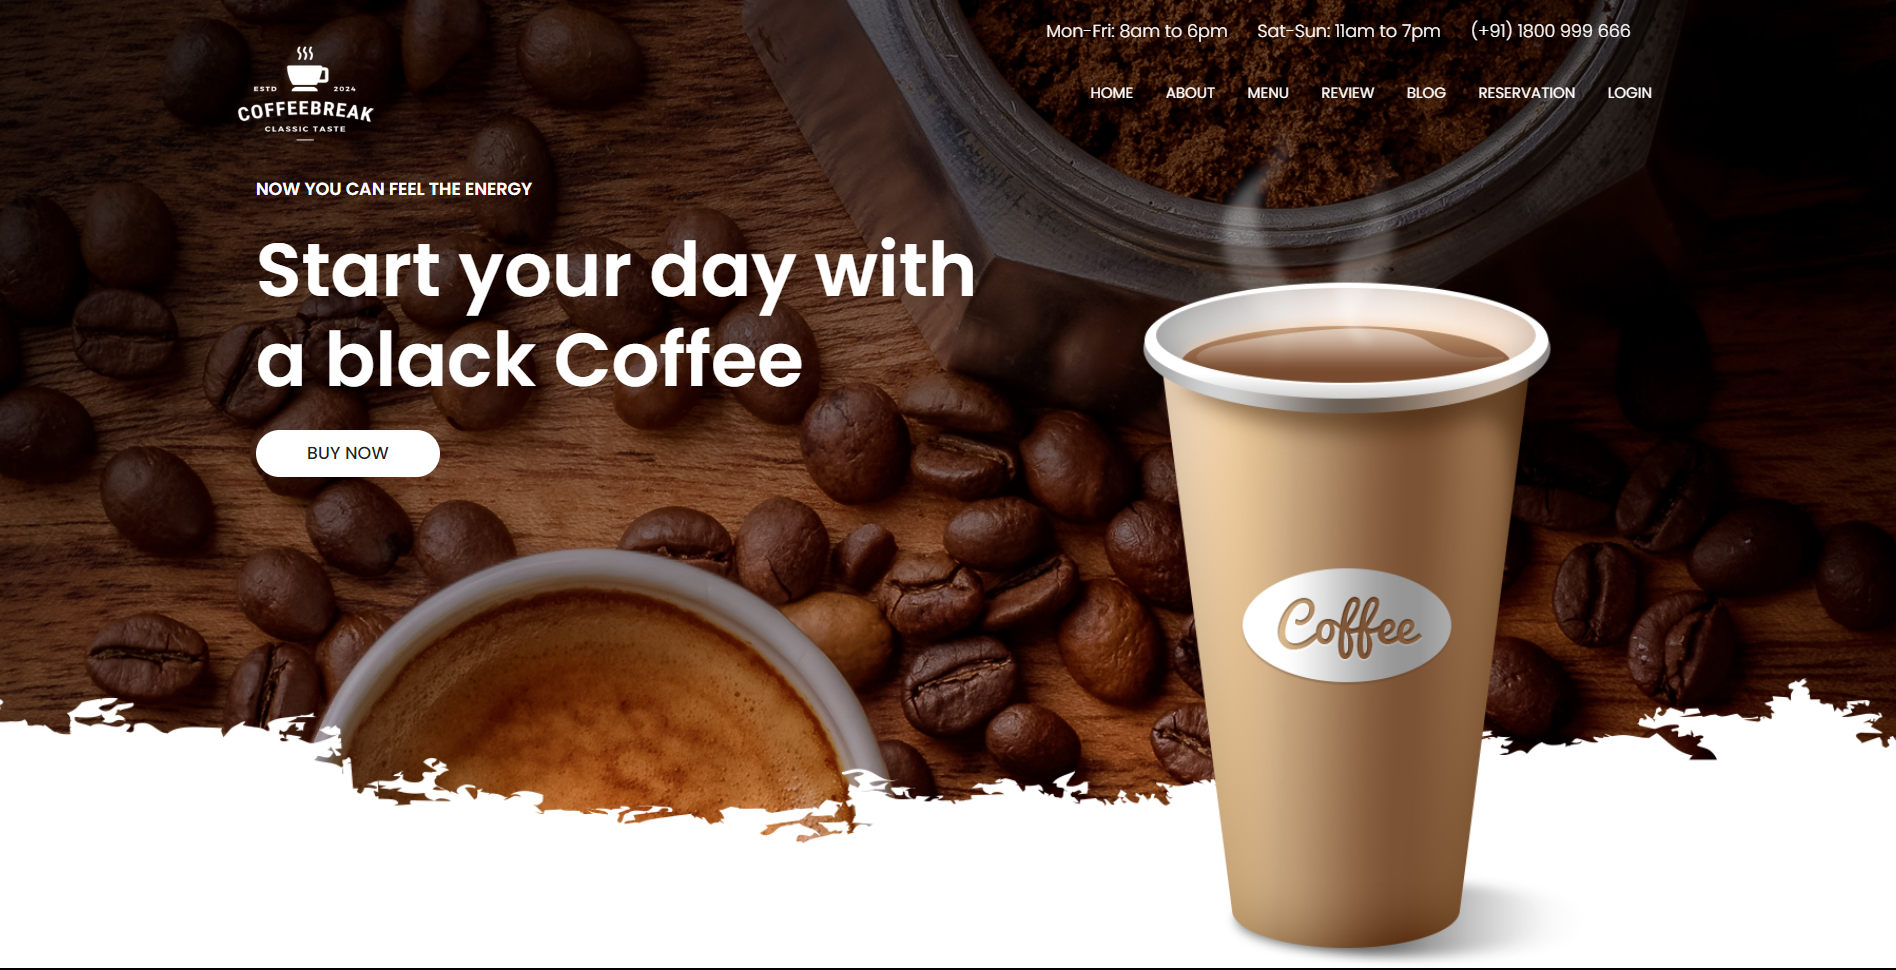 Mon-Fri: 8am to 6pm Sat-Sun: 11am to 7pm (+91) 1800 999 666
ESTD 2024
COFFEEBREAK
CLASSIC TASTE
HOME ABOUT MENU REVIEW BLOG RESERVATION LOGIN
NOW YOU CAN FEEL THE ENERGY
Start your day with
a black Coffee
BUY NOW
Coffee